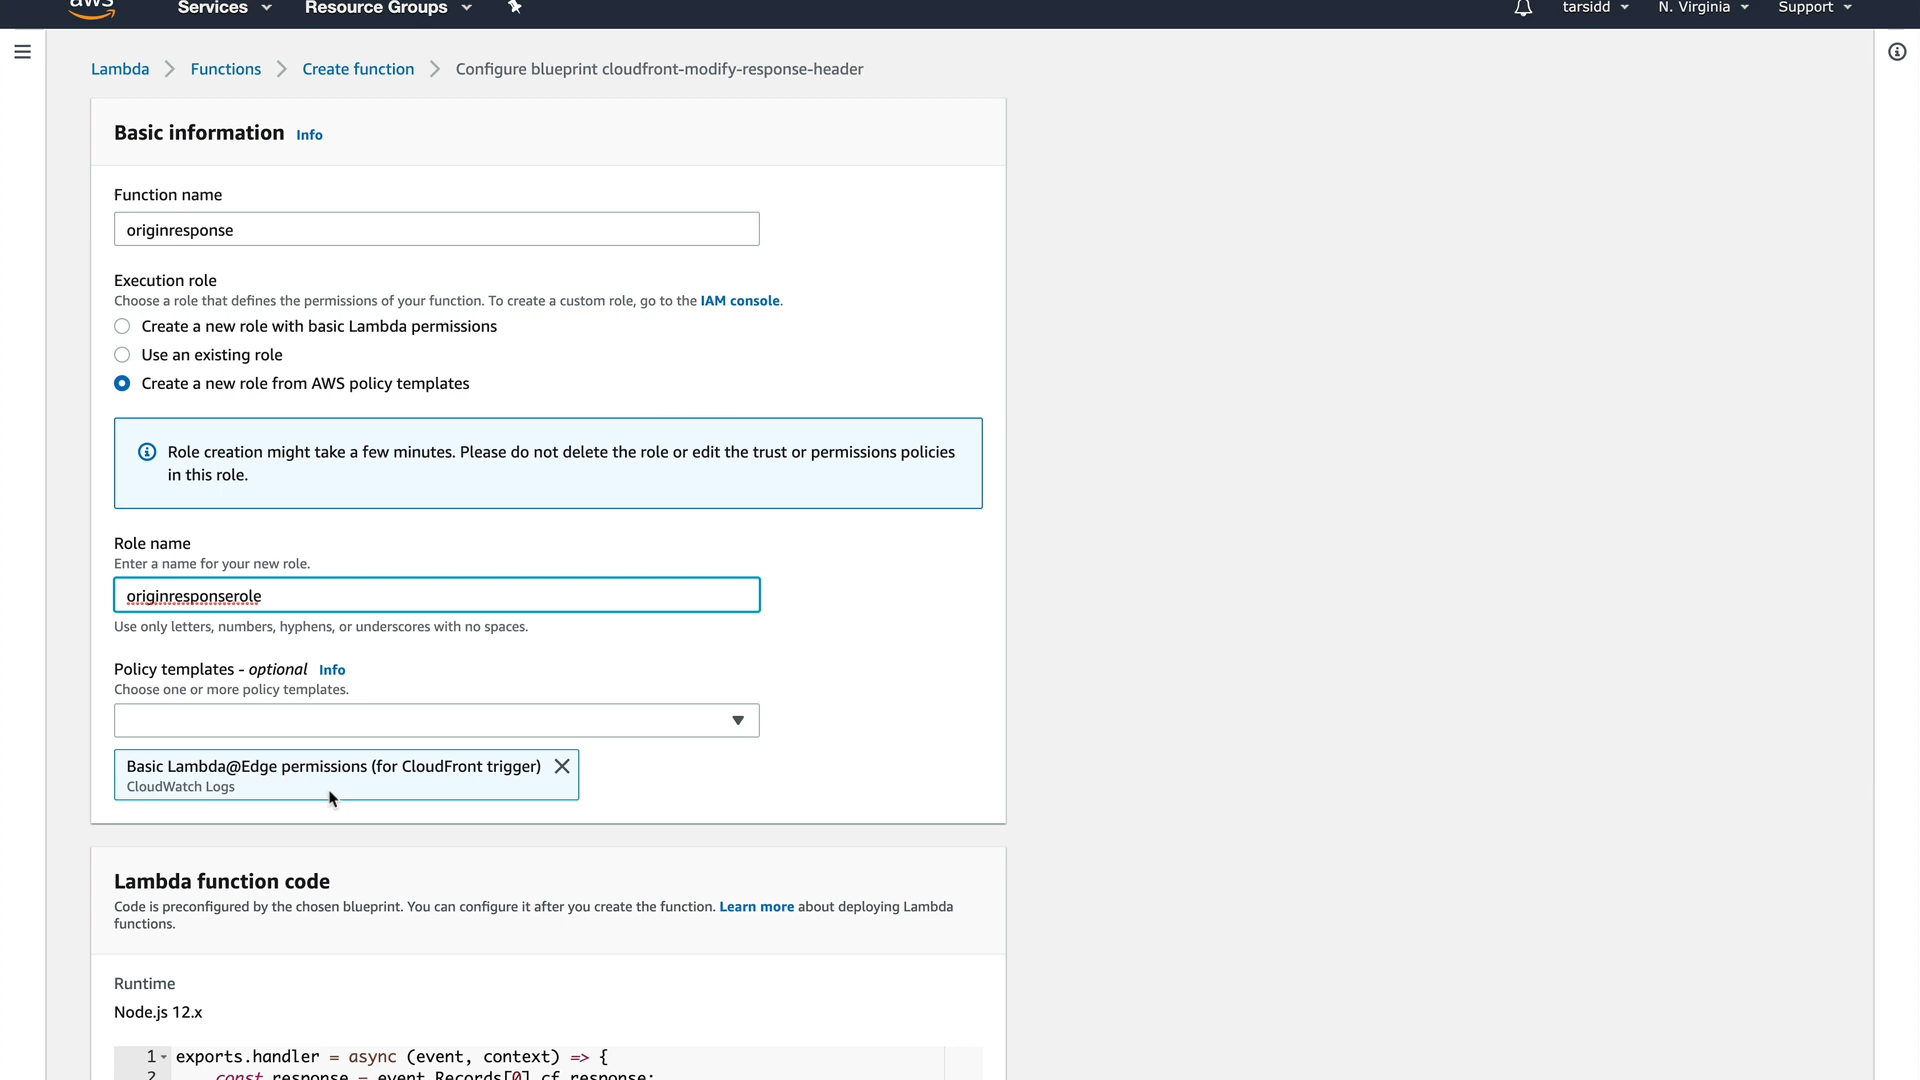 aws Services Resource Groups tarsidd N. Virginia Support
Lambda Functions Create function Configure blueprint cloudfront-modify-response-header
Basic information Info
Function name
originresponse
Execution role
Choose a role that defines the permissions of your function. To create a custom role, go to the IAM console.
Create a new role with basic Lambda permissions
Use an existing role
Create a new role from AWS policy templates
Role creation might take a few minutes. Please do not delete the role or edit the trust or permissions policies
in this role.
Role name
Enter a name for your new role.
originresponserole
Use only letters, numbers, hyphens, or underscores with no spaces.
Policy templates - optional Info
Choose one or more policy templates.
Basic Lambda@Edge permissions (for CloudFront trigger)
CloudWatch Logs
Lambda function code
Code is preconfigured by the chosen blueprint. You can configure it after you create the function. Learn more about deploying Lambda
functions.
Runtime
Node.js 12.x
1 exports.handler = async (event, context) => {
2 const response = event.Records[0].cf.response;